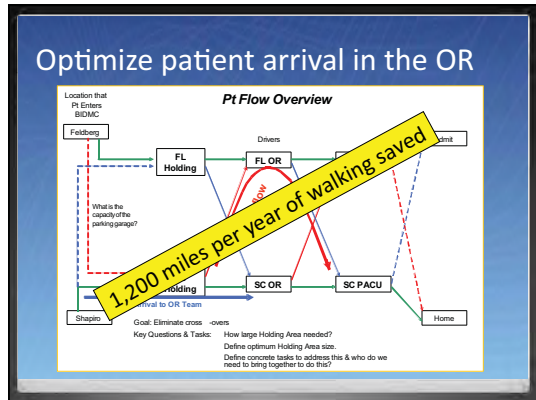 Optimize patient arrival in the OR
Location that
Pt Enters
BIDMC
Pt Flow Overview
Feldberg
Drivers
FL
Holding
FL OR
dmit
What is the
capacity of the
parking garage?
flow
1,200 miles per year of walking saved
Holding
SC OR
SC PACU
rrival to OR Team
Shapiro
Home
Goal: Eliminate cross -overs
Key Questions & Tasks: How large Holding Area needed?
Define optimum Holding Area size.
Define concrete tasks to address this & who do we
need to bring together to do this?